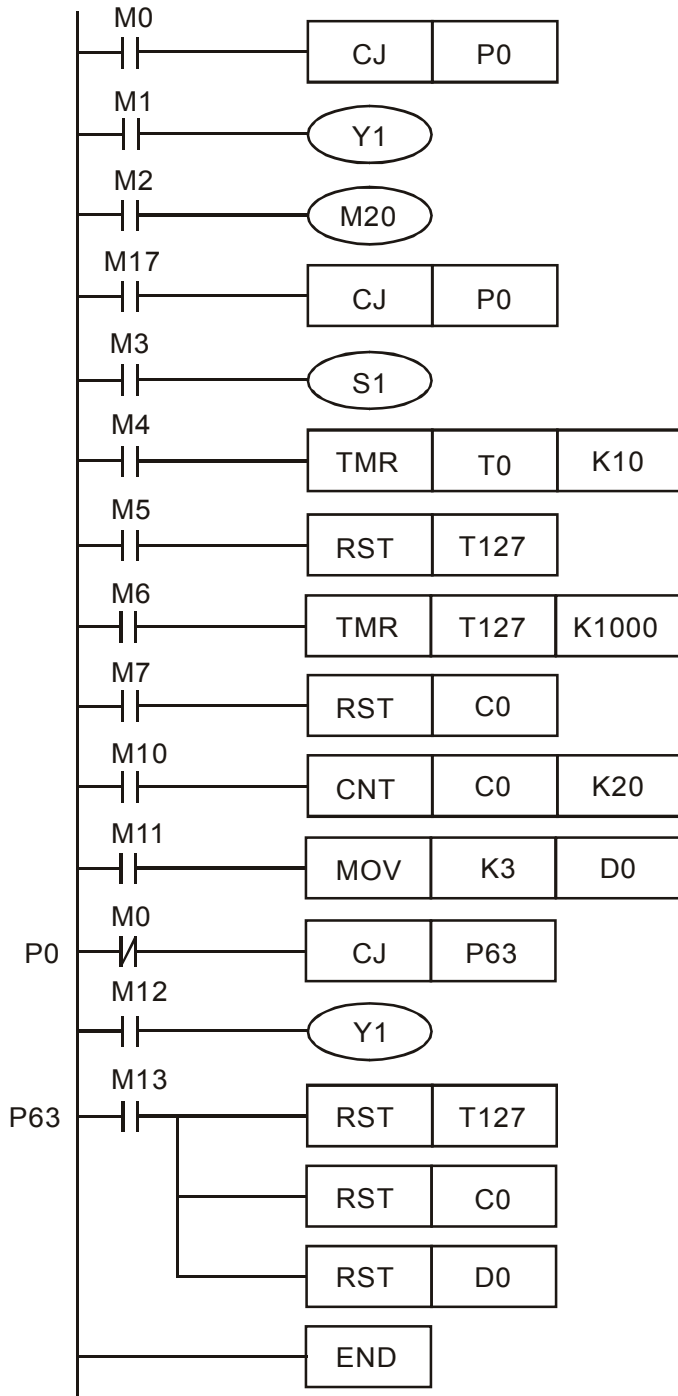 M0
CJ P0
M1
Y1
M2
M20
M17
CJ P0
M3
S1
M4
TMR T0 K10
M5
RST T127
M6
TMR T127 K1000
M7
RST C0
M10
CNT C0 K20
M11
MOV K3 D0
M0
P0 CJ P63
M12
Y1
M13
P63 RST T127
RST C0
RST D0
END